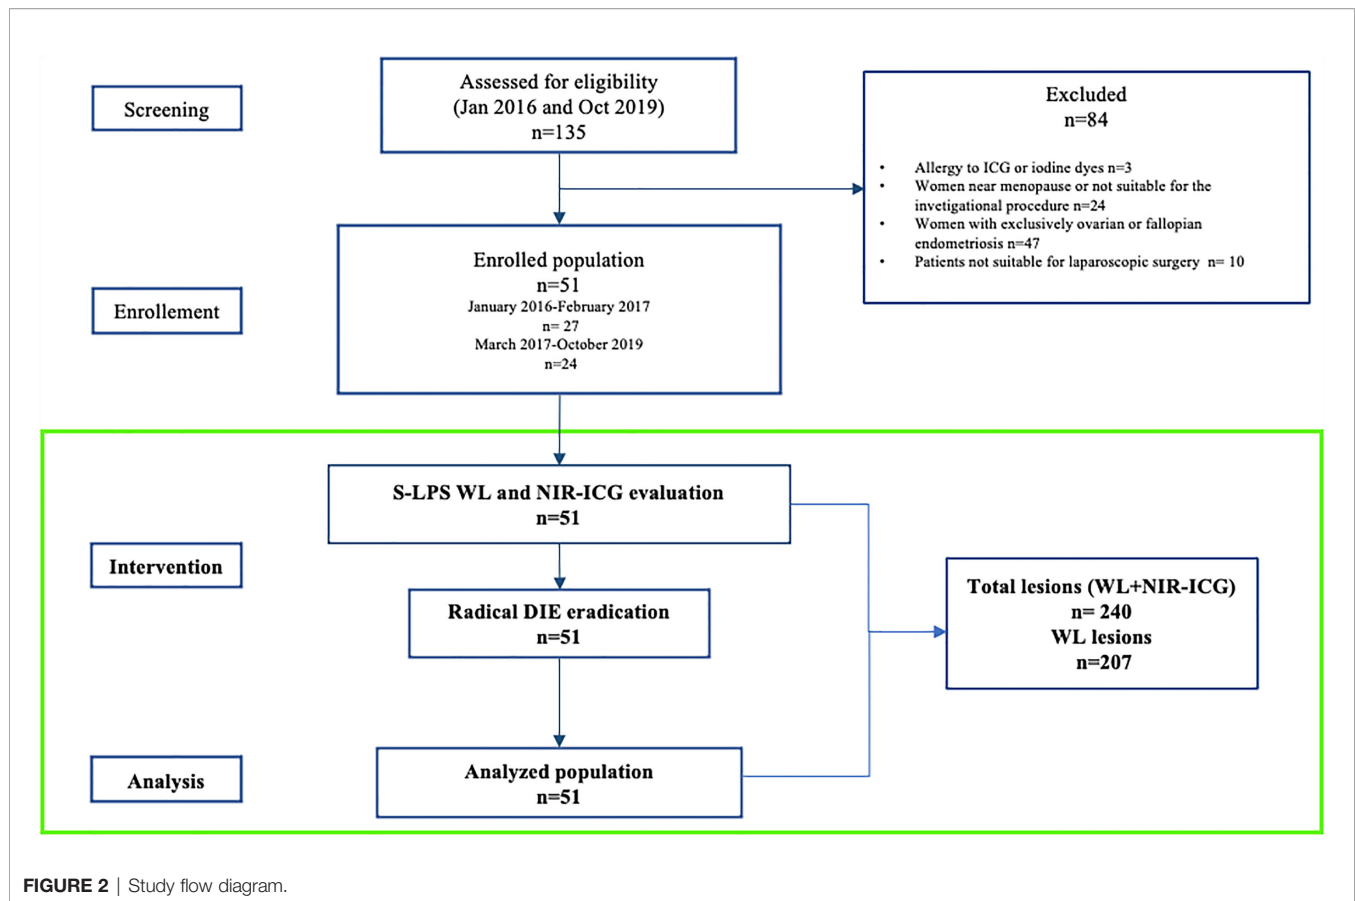 Screening
Assessed for eligibility
(Jan 2016 and Oct 2019)
n=135
Excluded
n=84
• Allergy to ICG or iodine dyes n=3
• Women near menopause or not suitable for the
invetigational procedure n=24
• Women with exclusively ovarian or fallopian
endometriosis n=47
• Patients not suitable for laparoscopic surgery n= 10
Enrollement
Enrolled population
n=51
January 2016-February 2017
n= 27
March 2017-October 2019
n=24
Intervention
S-LPS WL and NIR-ICG evaluation
n=51
Radical DIE eradication
n=51
Total lesions (WL+NIR-ICG)
n= 240
WL lesions
n=207
Analysis
Analyzed population
n=51
FIGURE 2 | Study flow diagram.